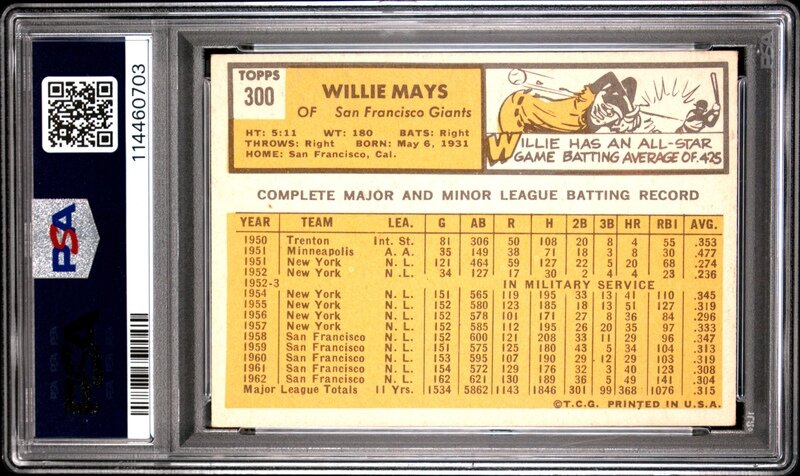 PSA
114460703
TOPPS
300
WILLIE MAYS
OF San Francisco Giants
HT: 5:11 WT: 180 BATS: Right
THROWS: Right BORN: May 6, 1931
HOME: San Francisco, Cal.
WILLIE HAS AN ALL-STAR
GAME BATTING AVERAGE OF .425
COMPLETE MAJOR AND MINOR LEAGUE BATTING RECORD
YEAR TEAM LEA. G AB R H 2B 3B HR RBI AVG.
1950 Trenton Int. St. 81 306 50 108 20 8 4 55 .353
1951 Minneapolis A. A. 35 149 38 71 18 3 8 30 .477
1951 New York N. L. 121 464 59 127 22 5 20 68 .274
1952 New York N. L. 34 127 17 30 2 4 4 23 .236
1952-3 IN MILITARY SERVICE
1954 New York N. L. 151 565 119 195 33 13 41 110 .345
1955 New York N. L. 152 580 123 185 18 13 51 127 .319
1956 New York N. L. 152 578 101 171 27 8 36 84 .296
1957 New York N. L. 152 585 112 195 26 20 35 97 .333
1958 San Francisco N. L. 152 600 121 208 33 11 29 96 .347
1959 San Francisco N. L. 151 575 125 180 43 5 34 104 .313
1960 San Francisco N. L. 153 595 107 190 29 12 29 103 .319
1961 San Francisco N. L. 154 572 129 176 32 3 40 123 .308
1962 San Francisco N. L. 162 621 130 189 36 5 49 141 .304
Major League Totals 11 Yrs. 1534 5862 1143 1846 301 99 368 1076 .315
©T.C.G. PRINTED IN U.S.A.